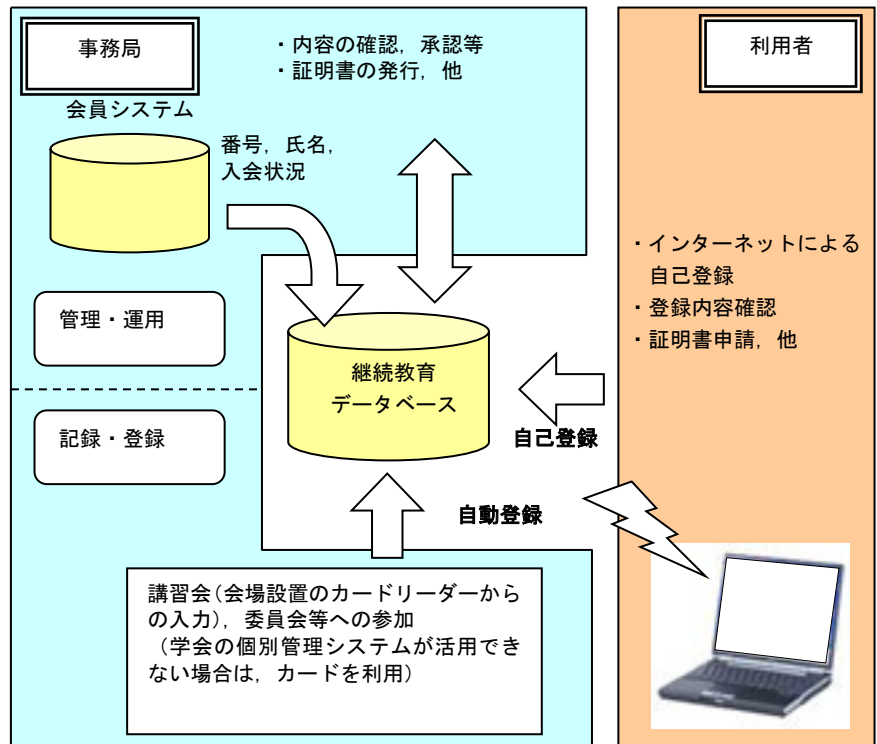 事務局
・内容の確認，承認等
・証明書の発行，他
利用者
会員システム
番号，氏名，
入会状況
・インターネットによる
自己登録
・登録内容確認
・証明書申請，他
管理・運用
継続教育
データベース
記録・登録
自己登録
自動登録
講習会（会場設置のカードリーダーから
の入力），委員会等への参加
（学会の個別管理システムが活用でき
ない場合は，カードを利用）